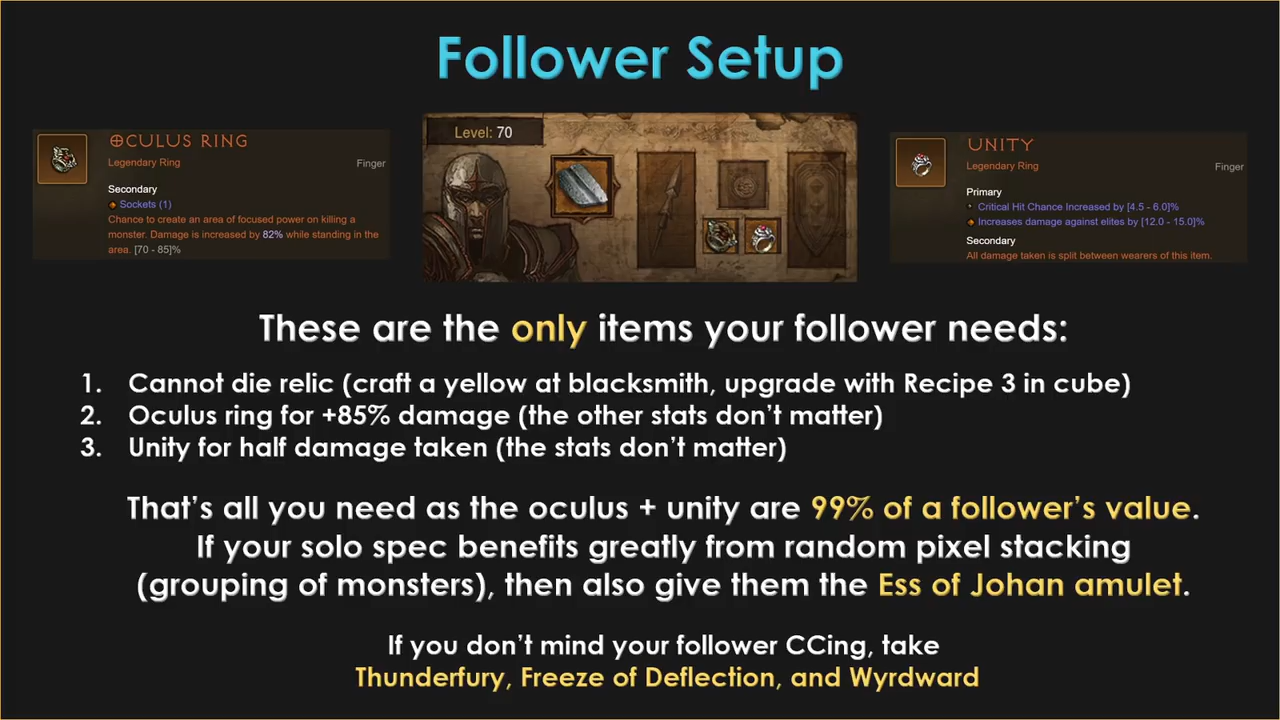 Follower Setup
OCULUS RING
Legendary Ring
Finger
Secondary
Sockets (1)
Chance to create an area of focused power on killing a
monster. Damage is increased by 82% while standing in the
area. [70 - 85]%
Level: 70
UNITY
Legendary Ring
Finger
Primary
Critical Hit Chance Increased by [4.5 - 6.0]%
Increases damage against elites by [12.0 - 15.0]%
Secondary
All damage taken is split between wearers of this item.
These are the only items your follower needs:
1. Cannot die relic (craft a yellow at blacksmith, upgrade with Recipe 3 in cube)
2. Oculus ring for +85% damage (the other stats don't matter)
3. Unity for half damage taken (the stats don't matter)
That's all you need as the oculus + unity are 99% of a follower's value.
If your solo spec benefits greatly from random pixel stacking
(grouping of monsters), then also give them the Ess of Johan amulet.
If you don't mind your follower CCing, take
Thunderfury, Freeze of Deflection, and Wyrdward